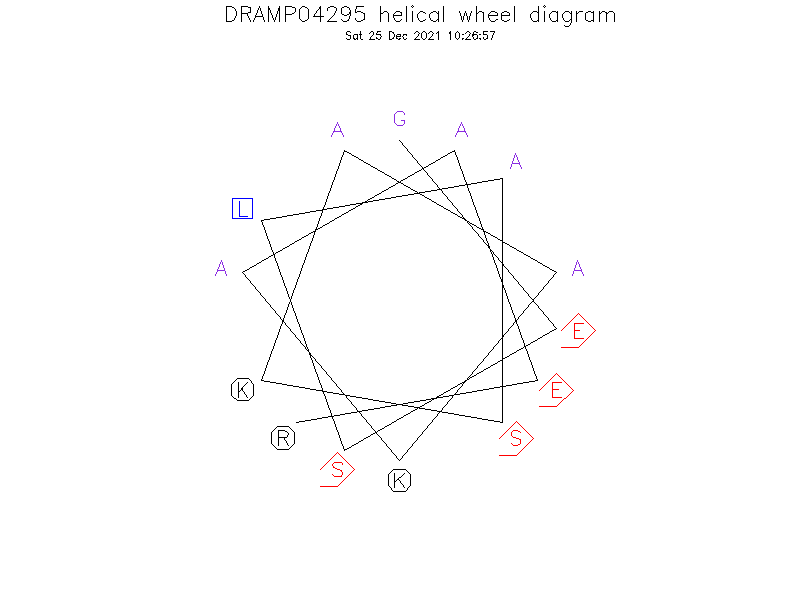 DRAMP04295 helical wheel diagram
Sat 25 Dec 2021 10:26:57
A G A
A
L
A A
E
K E
R S
S K